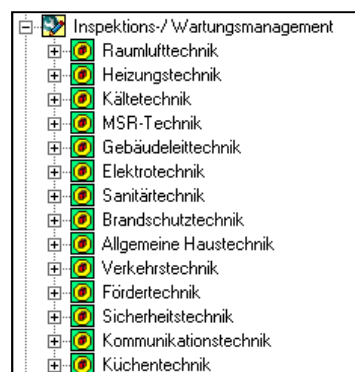 Inspektions-/ Wartungsmanagement
Raumlufttechnik
Heizungstechnik
Kältetechnik
MSR-Technik
Gebäudeleittechnik
Elektrotechnik
Sanitärtechnik
Brandschutztechnik
Allgemeine Haustechnik
Verkehrstechnik
Fördertechnik
Sicherheitstechnik
Kommunikationstechnik
Küchentechnik